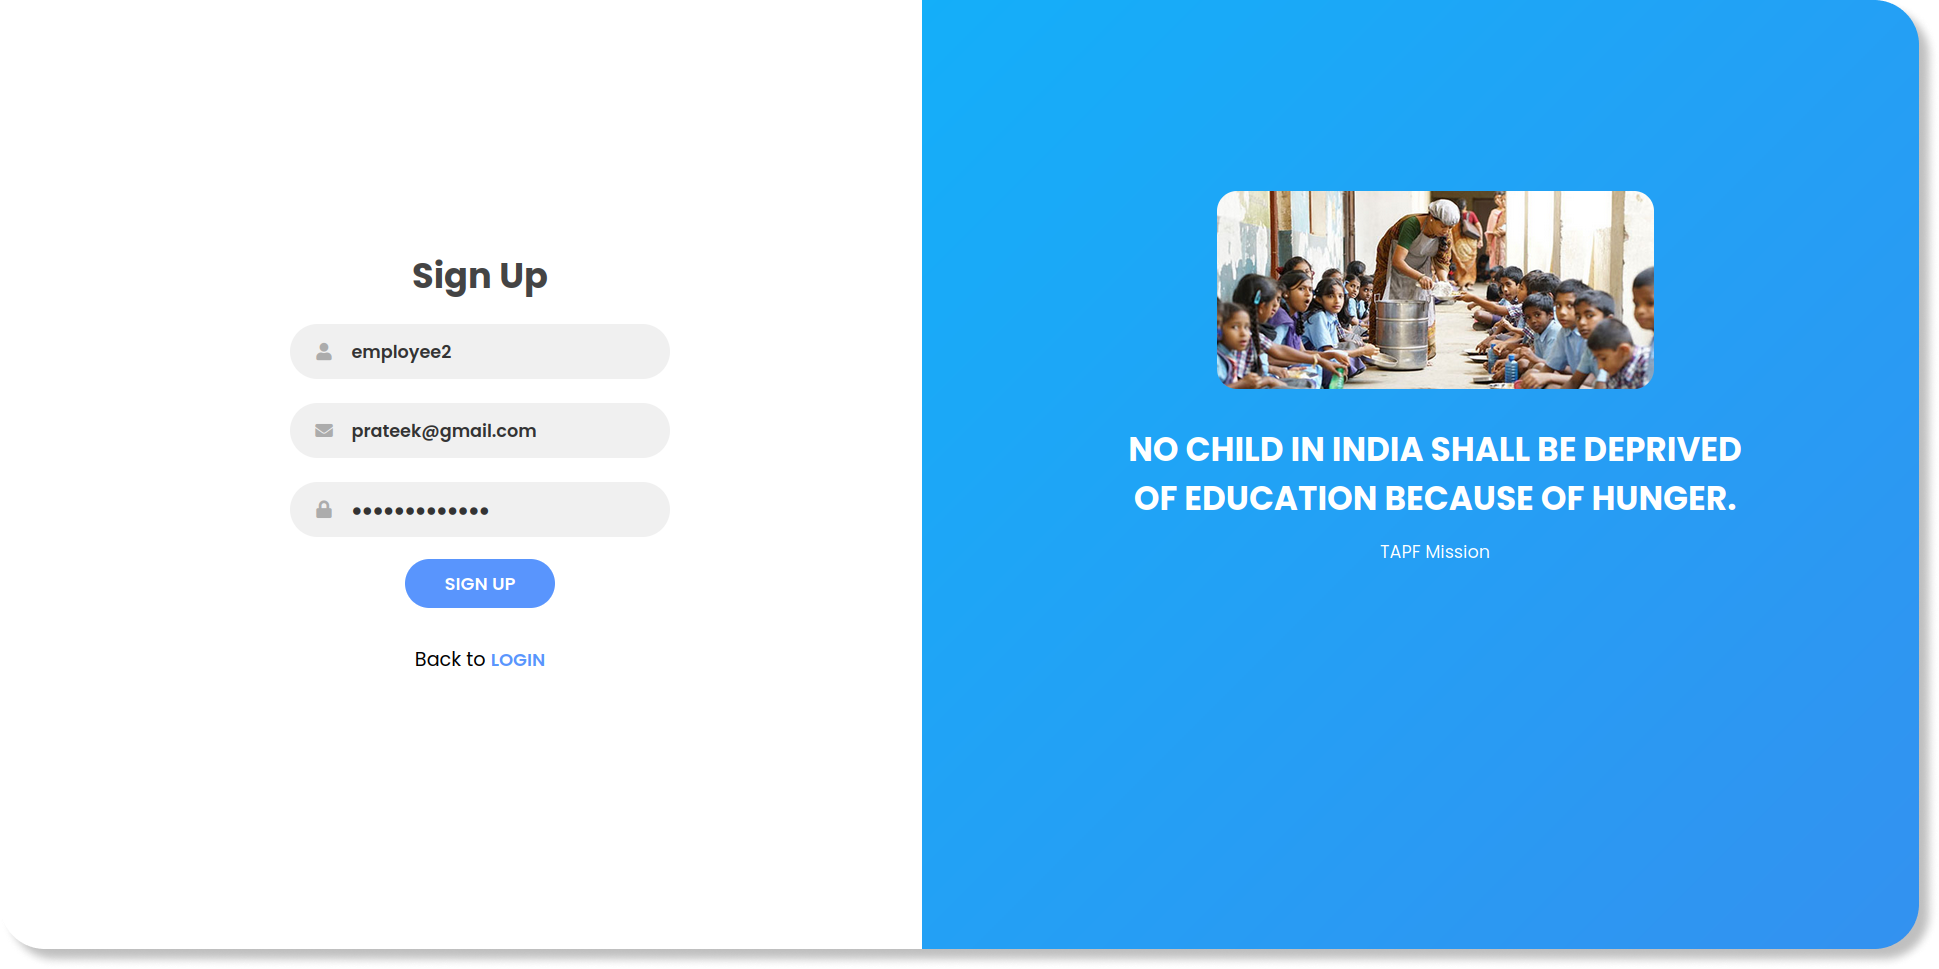 Sign Up
employee2
prateek@gmail.com
•••••••••••••
SIGN UP
Back to LOGIN
NO CHILD IN INDIA SHALL BE DEPRIVED
OF EDUCATION BECAUSE OF HUNGER.
TAPF Mission